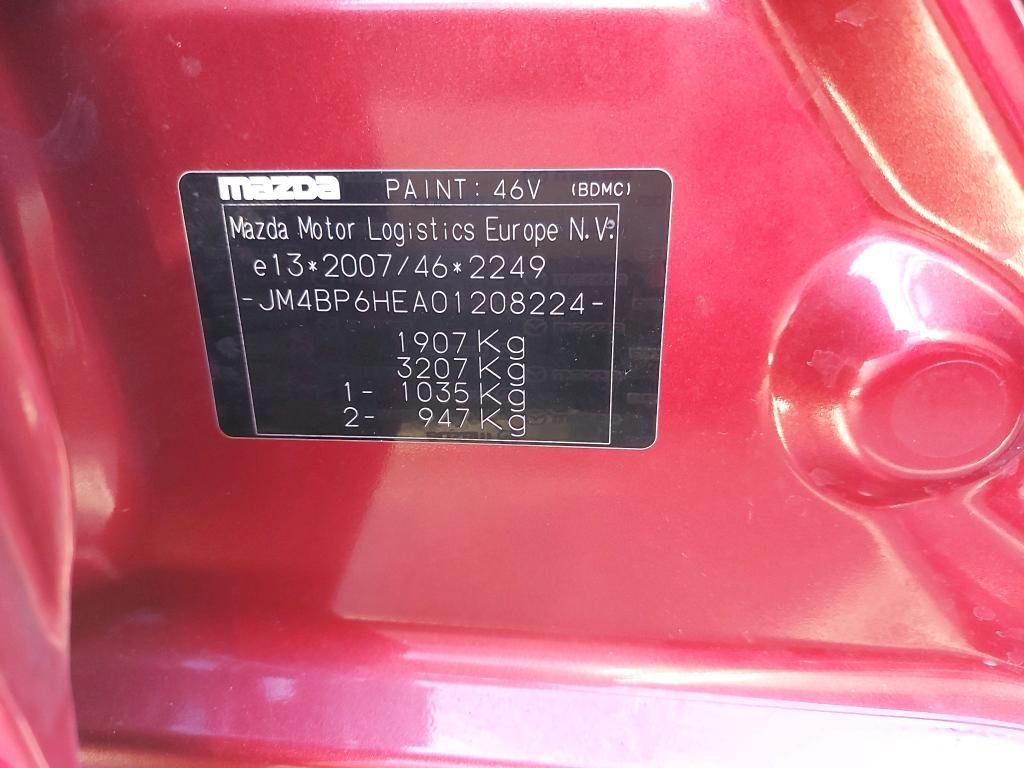 mazda PAINT: 46V (BDMC)
Mazda Motor Logistics Europe N.V.
e13*2007/46*2249
-JM4BP6HEA01208224-
1907 Kg
3207 Kg
1- 1035 Kg
2- 947 Kg